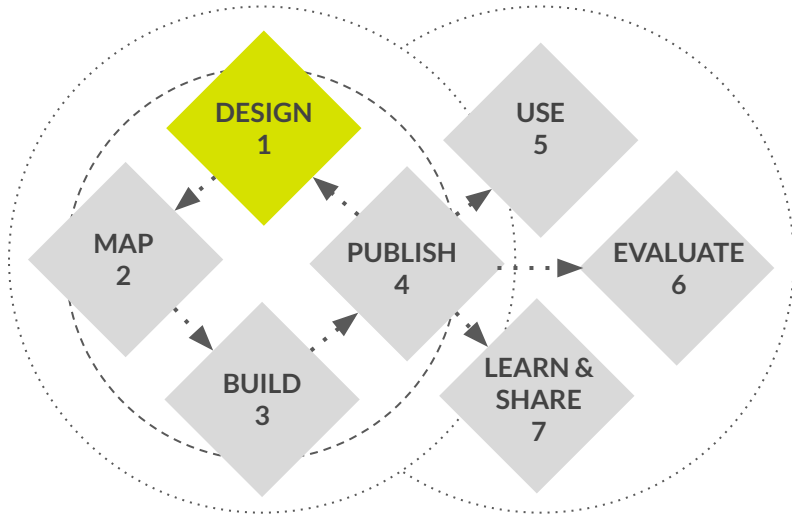 DESIGN
1
MAP
2
BUILD
3
PUBLISH
4
USE
5
EVALUATE
6
LEARN &
SHARE
7